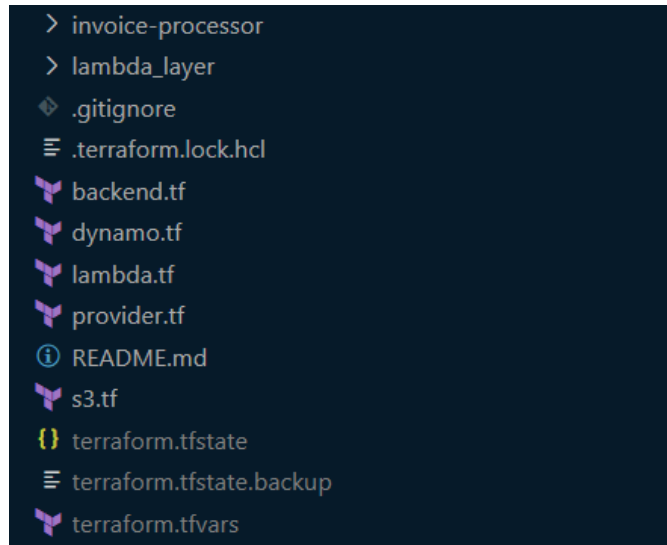 invoice-processor
lambda_layer
.gitignore
.terraform.lock.hcl
backend.tf
dynamo.tf
lambda.tf
provider.tf
README.md
s3.tf
terraform.tfstate
terraform.tfstate.backup
terraform.tfvars